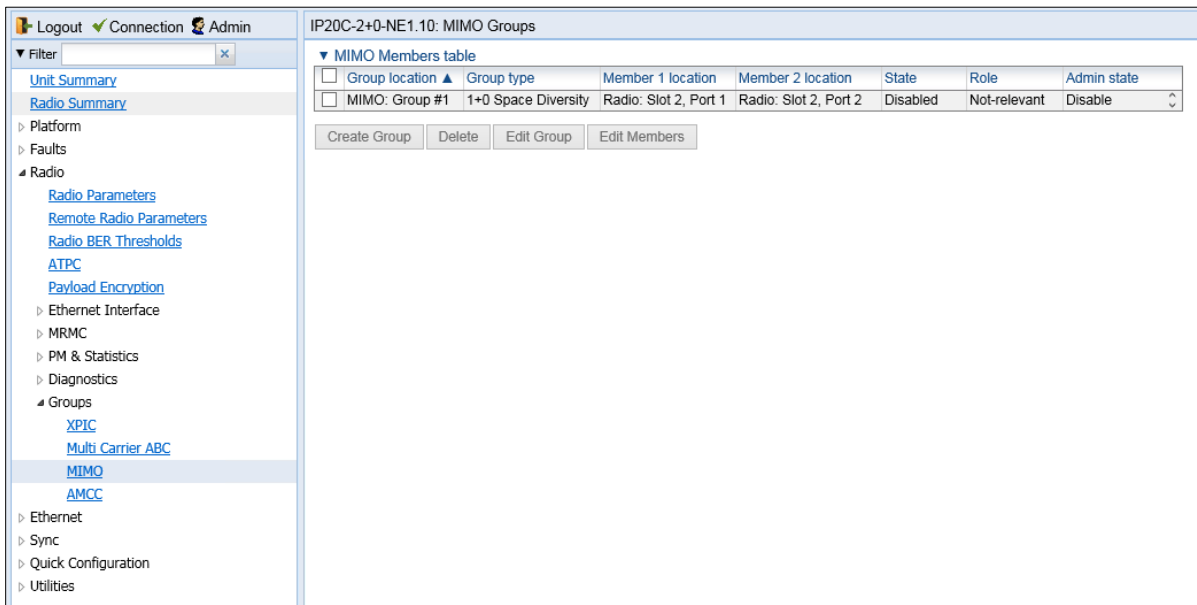 Logout Connection Admin
Filter
Unit Summary
Radio Summary
Platform
Faults
Radio
Radio Parameters
Remote Radio Parameters
Radio BER Thresholds
ATPC
Payload Encryption
Ethernet Interface
MRMC
PM & Statistics
Diagnostics
Groups
XPIC
Multi Carrier ABC
MIMO
AMCC
Ethernet
Sync
Quick Configuration
Utilities
IP20C-2+0-NE1.10: MIMO Groups
MIMO Members table
Group location ▲ Group type Member 1 location Member 2 location State Role Admin state
MIMO: Group #1 1+0 Space Diversity Radio: Slot 2, Port 1 Radio: Slot 2, Port 2 Disabled Not-relevant Disable
Create Group Delete Edit Group Edit Members